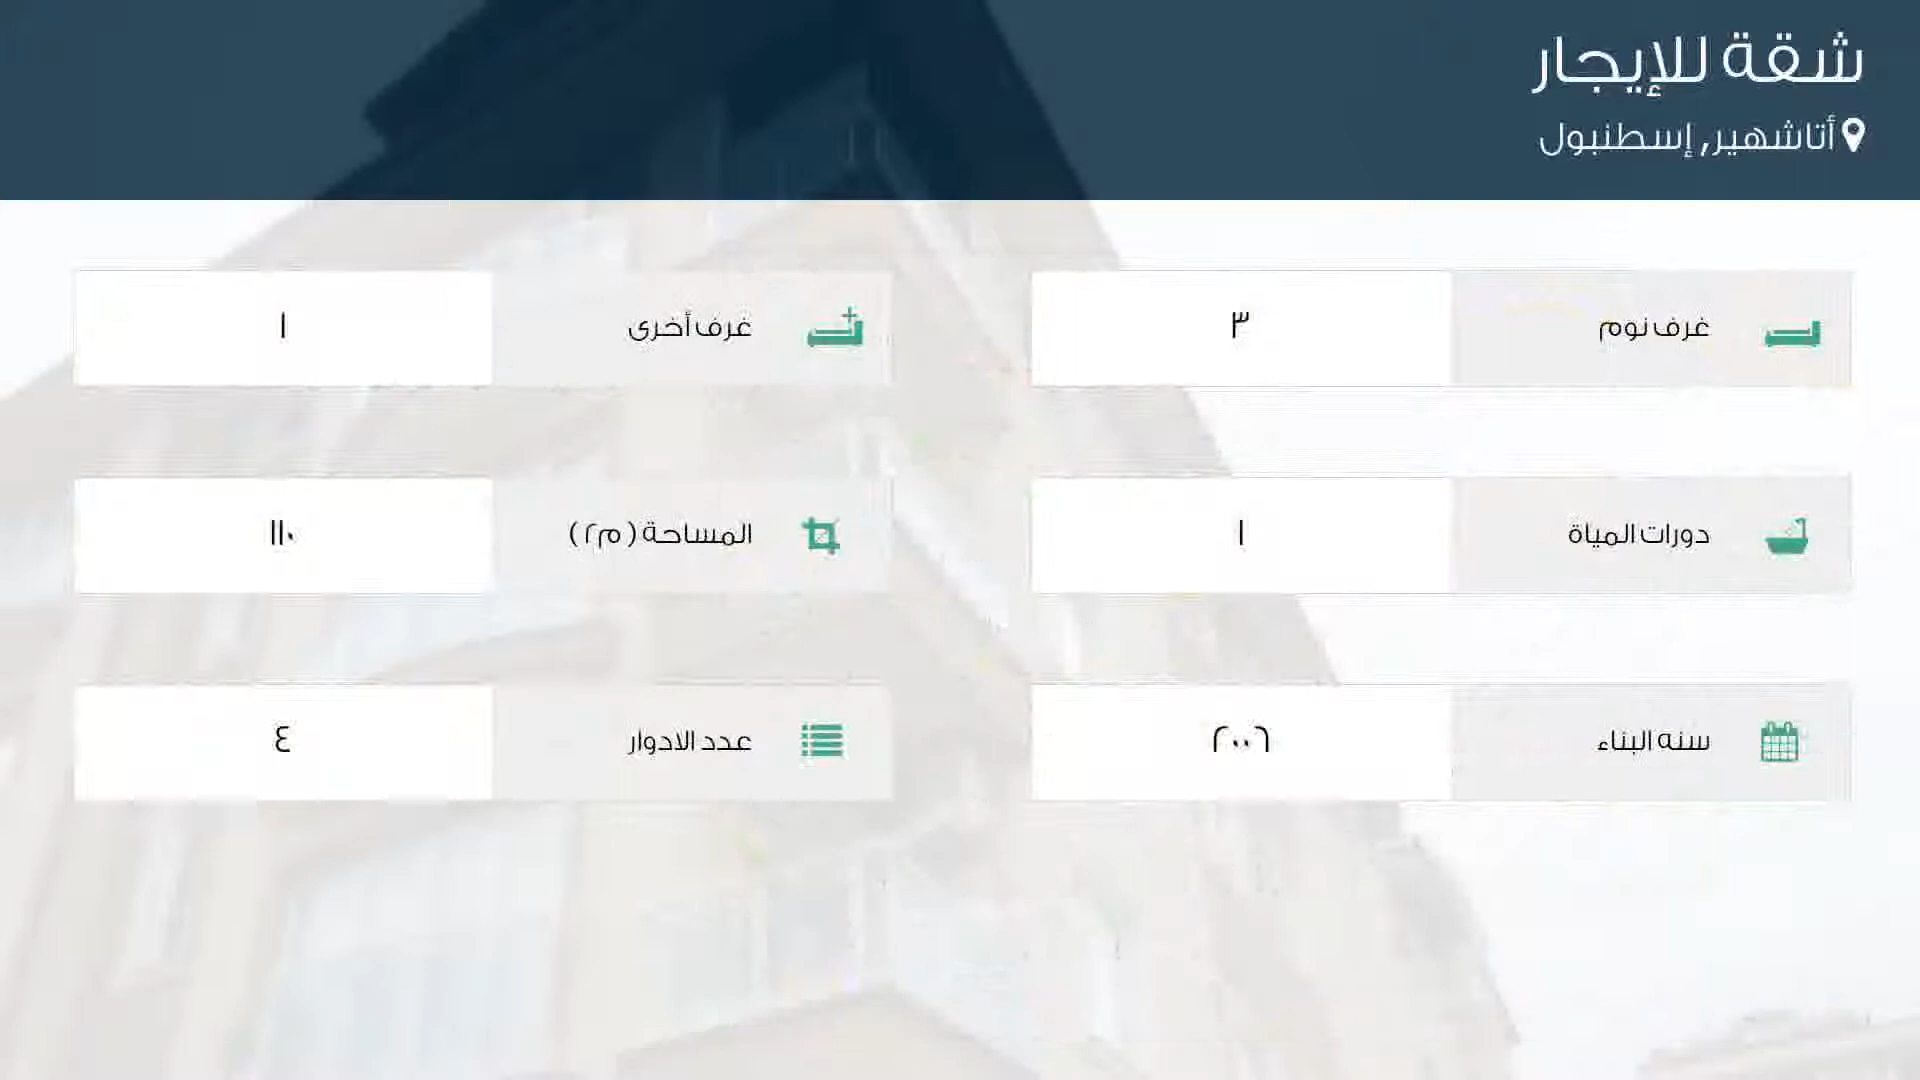 شقة للإيجار
أتاشهير, إسطنبول
غرف نوم ٣
غرف أخرى ١
دورات المياة ١
المساحة ( م٢ ) ١١٠
سنه البناء ٢٠٠٦
عدد الادوار ٤